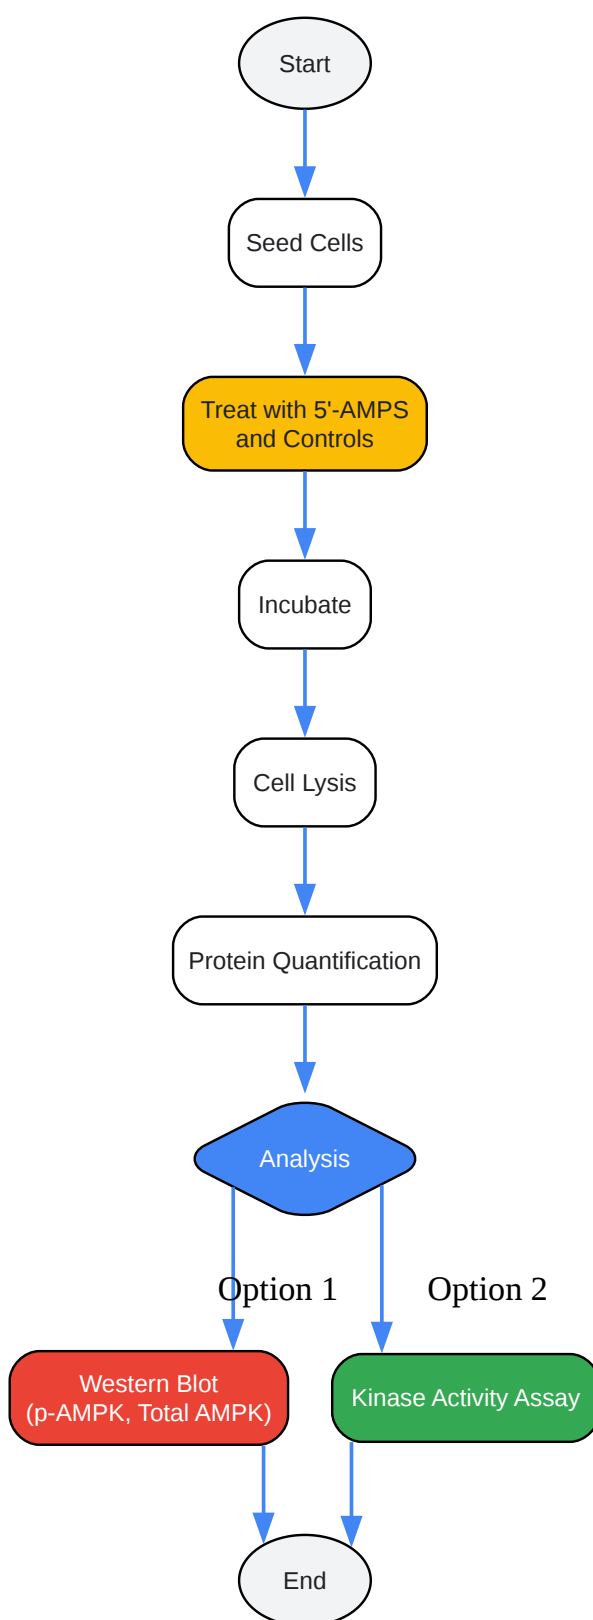 Start
Seed Cells
Treat with 5'-AMPS
and Controls
Incubate
Cell Lysis
Protein Quantification
Analysis
Option 1
Option 2
Western Blot
(p-AMPK, Total AMPK)
Kinase Activity Assay
End